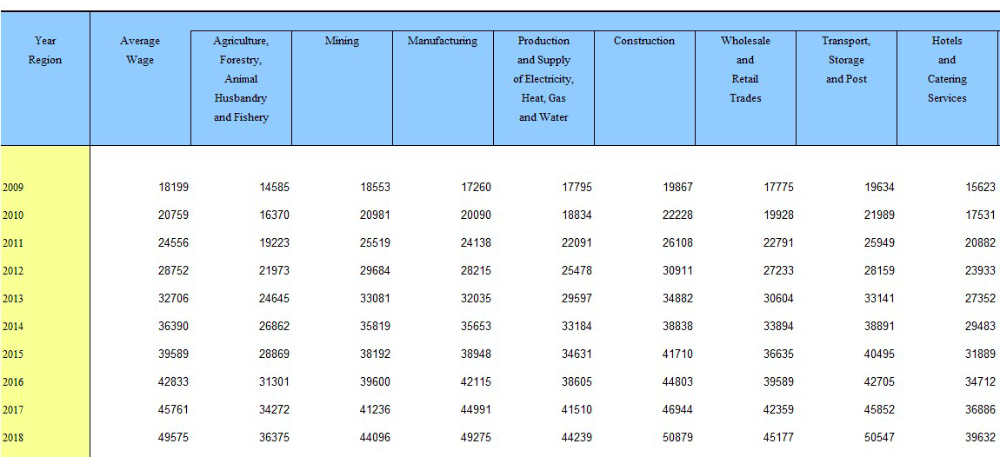 Year Average Agriculture, Mining Manufacturing Production Construction Wholesale Transport, Hotels
Region Wage Forestry, and Supply and Storage and
Animal of Electricity, Retail and Post Catering
Husbandry Heat, Gas Trades Services
and Fishery and Water
2009 18199 14585 18553 17260 17795 19867 17775 19634 15623
2010 20759 16370 20981 20090 18834 22228 19928 21989 17531
2011 24556 19223 25519 24138 22091 26108 22791 25949 20882
2012 28752 21973 29684 28215 25478 30911 27233 28159 23933
2013 32706 24645 33081 32035 29597 34882 30604 33141 27352
2014 36390 26862 35819 35653 33184 38838 33894 38891 29483
2015 39589 28869 38192 38948 34631 41710 36635 40495 31889
2016 42833 31301 39600 42115 38605 44803 39589 42705 34712
2017 45761 34272 41236 44991 41510 46944 42359 45852 36886
2018 49575 36375 44096 49275 44239 50879 45177 50547 39632